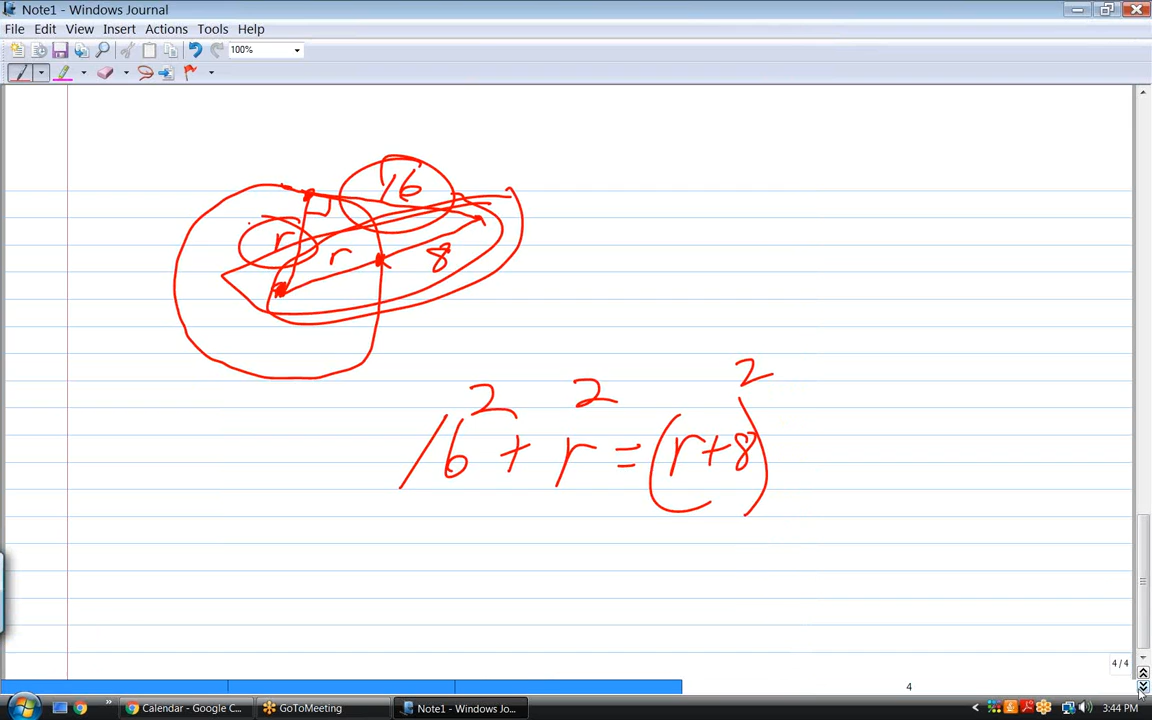 Note1 - Windows Journal
File Edit View Insert Actions Tools Help
100%
16
r
r
8
16² + r² = (r+8)²
4/4
4
Calendar - Google C...
GoToMeeting
Note1 - Windows Jo...
3:44 PM